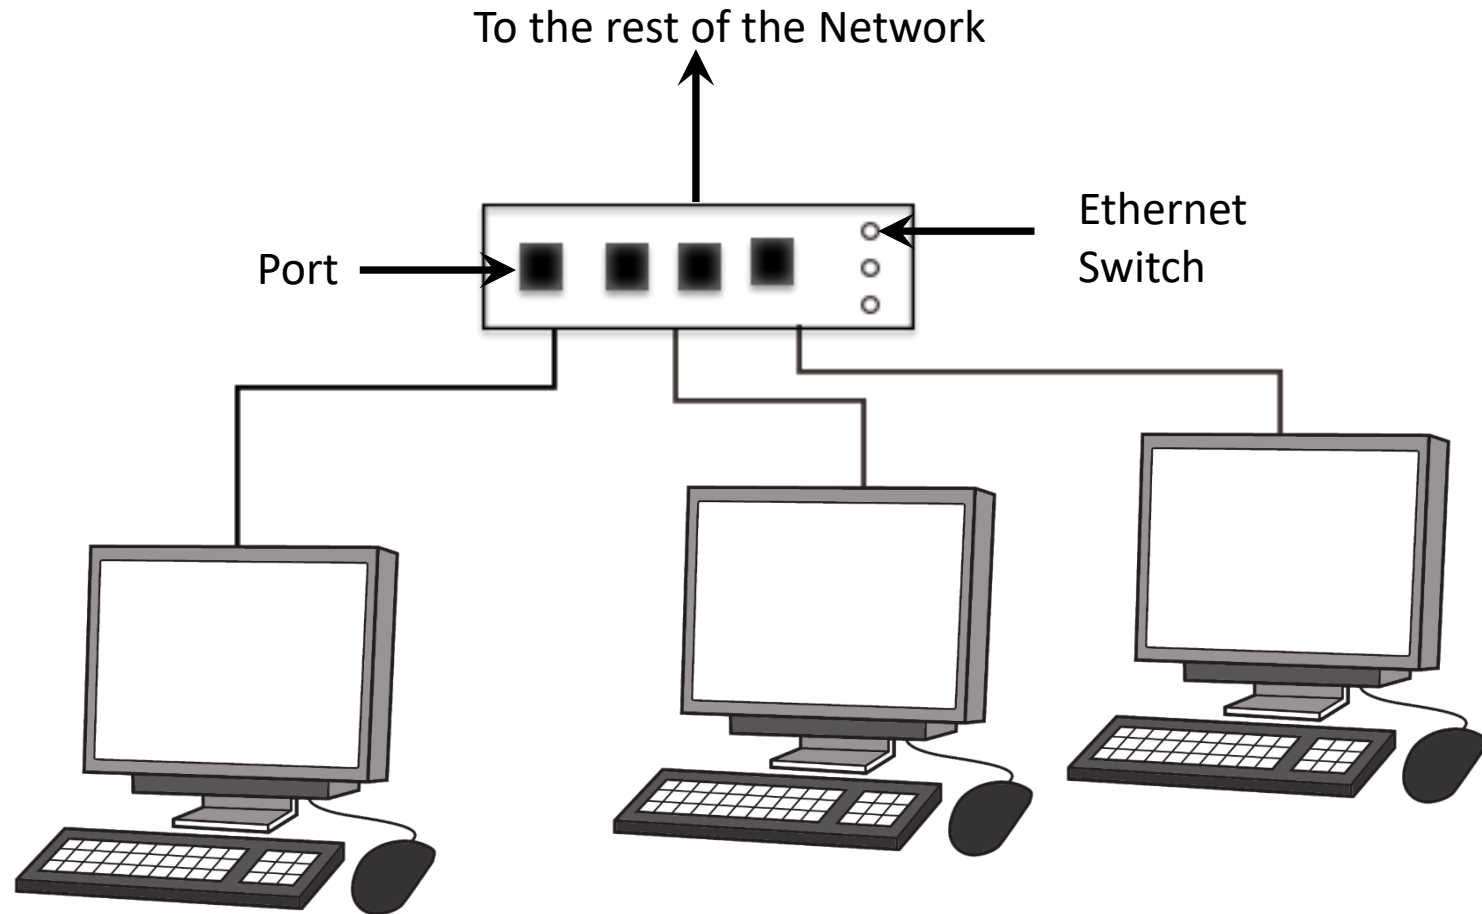 To the rest of the Network
Port
Ethernet
Switch